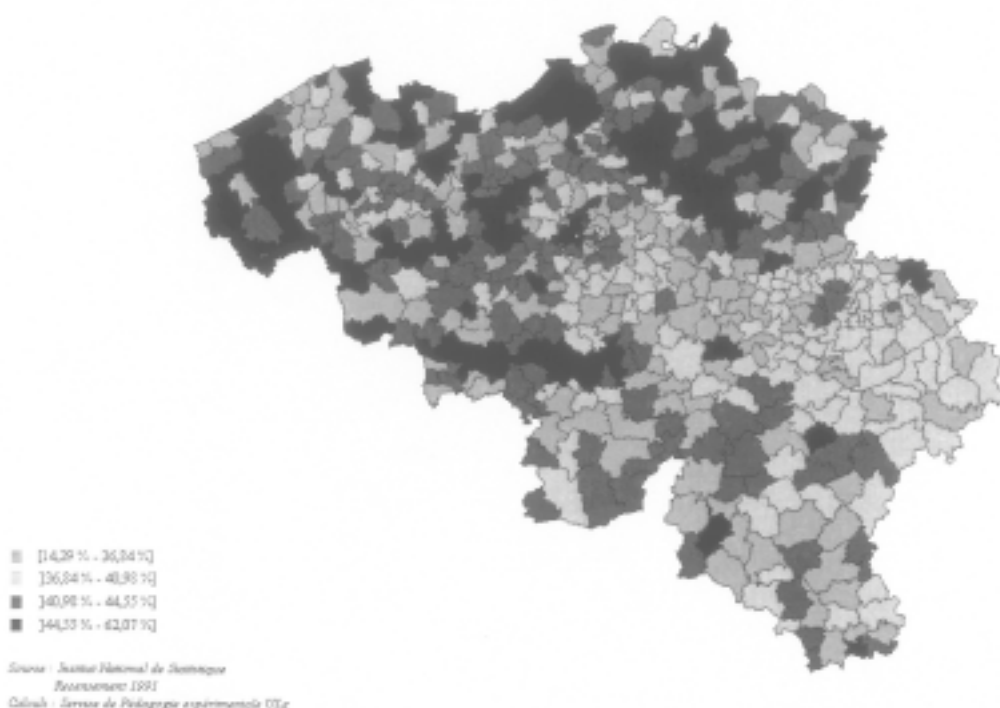 [14,29 % - 36,84 %]
]36,84 % - 40,98 %]
]40,98 % - 44,55 %]
]44,55 % - 62,07 %]
Source : Institut National de Statistique
Recensement 1991
Calculs : Service de Pédagogie expérimentale ULg